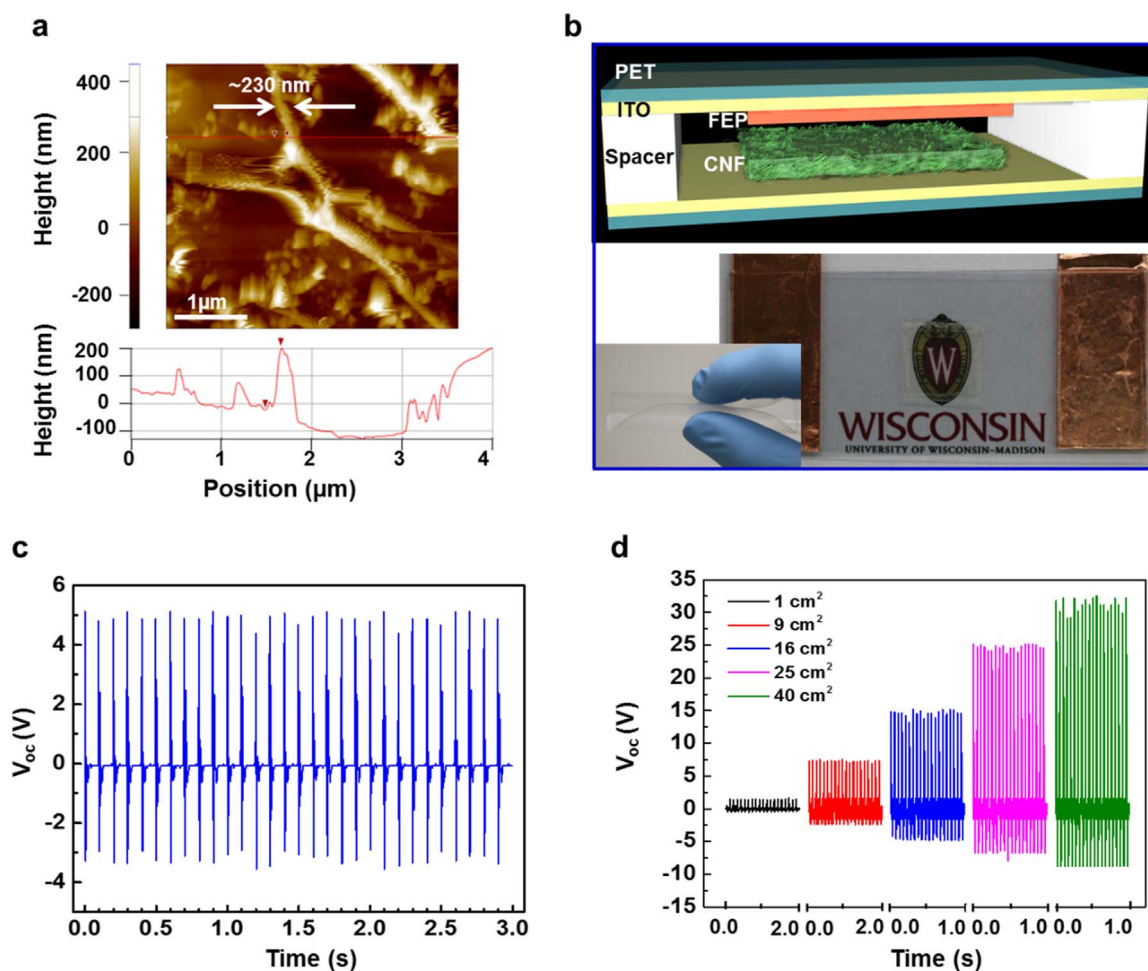 a
400
200
0
-200
Height (nm)
~230 nm
1μm
200
100
0
-100
Height (nm)
0
1
2
3
4
Position (μm)
b
PET
ITO
FEP
Spacer
CNF
W
WISCONSIN
UNIVERSITY OF WISCONSIN–MADISON
c
6
4
2
0
-2
-4
Voc (V)
0.0 0.5 1.0 1.5 2.0 2.5 3.0
Time (s)
d
35
30
25
20
15
10
5
0
-5
-10
-15
Voc (V)
1 cm²
9 cm²
16 cm²
25 cm²
40 cm²
0.0 2.0 0.0 2.0 0.0 1.0 0.0 1.0 0.0 1.0
Time (s)